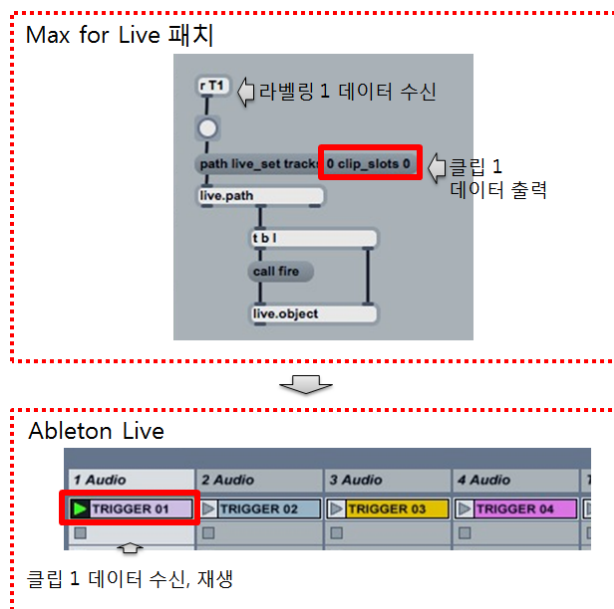 Max for Live 패치
r T1
라벨링 1 데이터 수신
path live_set tracks 0 clip_slots 0
클립 1
데이터 출력
live.path
t b l
call fire
live.object
Ableton Live
1 Audio
2 Audio
3 Audio
4 Audio
TRIGGER 01
TRIGGER 02
TRIGGER 03
TRIGGER 04
클립 1 데이터 수신, 재생